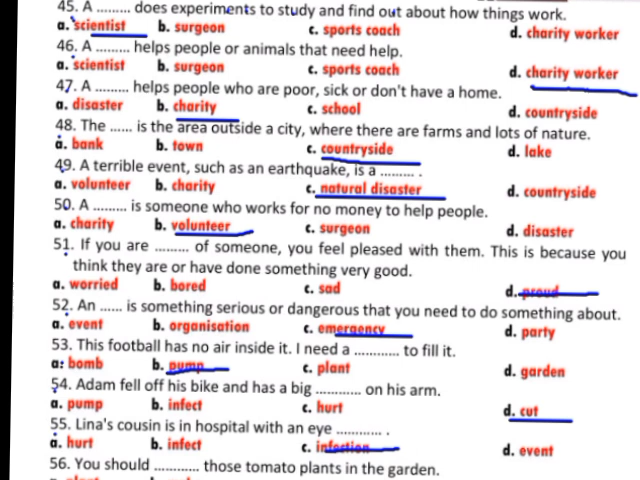 45. A ......... does experiments to study and find out about how things work.
a. scientist b. surgeon c. sports coach d. charity worker
46. A ......... helps people or animals that need help.
a. scientist b. surgeon c. sports coach d. charity worker
47. A ......... helps people who are poor, sick or don't have a home.
a. disaster b. charity c. school d. countryside
48. The ...... is the area outside a city, where there are farms and lots of nature.
a. bank b. town c. countryside d. lake
49. A terrible event, such as an earthquake, is a ......... .
a. volunteer b. charity c. natural disaster d. countryside
50. A ......... is someone who works for no money to help people.
a. charity b. volunteer c. surgeon d. disaster
51. If you are ......... of someone, you feel pleased with them. This is because you
think they are or have done something very good.
a. worried b. bored c. sad d. proud
52. An ...... is something serious or dangerous that you need to do something about.
a. event b. organisation c. emergency d. party
53. This football has no air inside it. I need a ............ to fill it.
a. bomb b. pump c. plant d. garden
54. Adam fell off his bike and has a big ............ on his arm.
a. pump b. infect c. hurt d. cut
55. Lina's cousin is in hospital with an eye ............ .
a. hurt b. infect c. infection d. event
56. You should ............ those tomato plants in the garden.